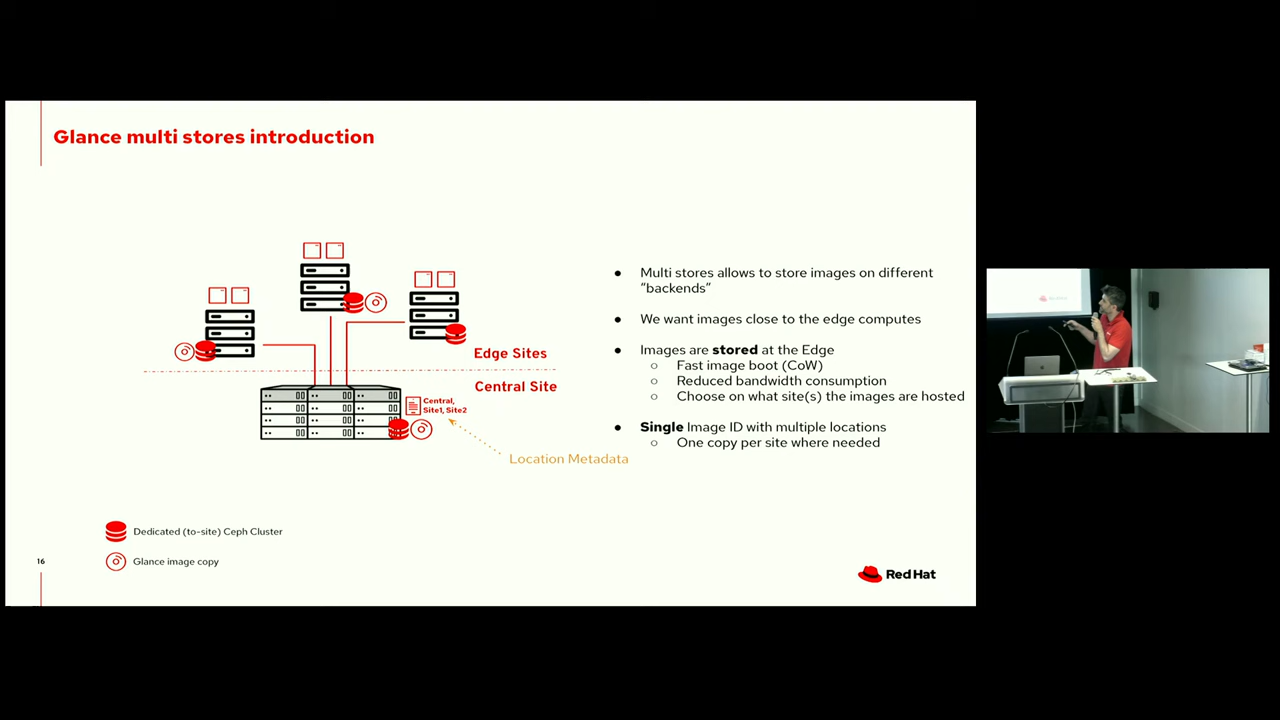 Glance multi stores introduction
Edge Sites
Central Site
Central,
Site1, Site2
Location Metadata
Multi stores allows to store images on different
"backends"
We want images close to the edge computes
Images are stored at the Edge
Fast image boot (CoW)
Reduced bandwidth consumption
Choose on what site(s) the images are hosted
Single Image ID with multiple locations
One copy per site where needed
Dedicated (to-site) Ceph Cluster
Glance image copy
16
Red Hat
Red Hat